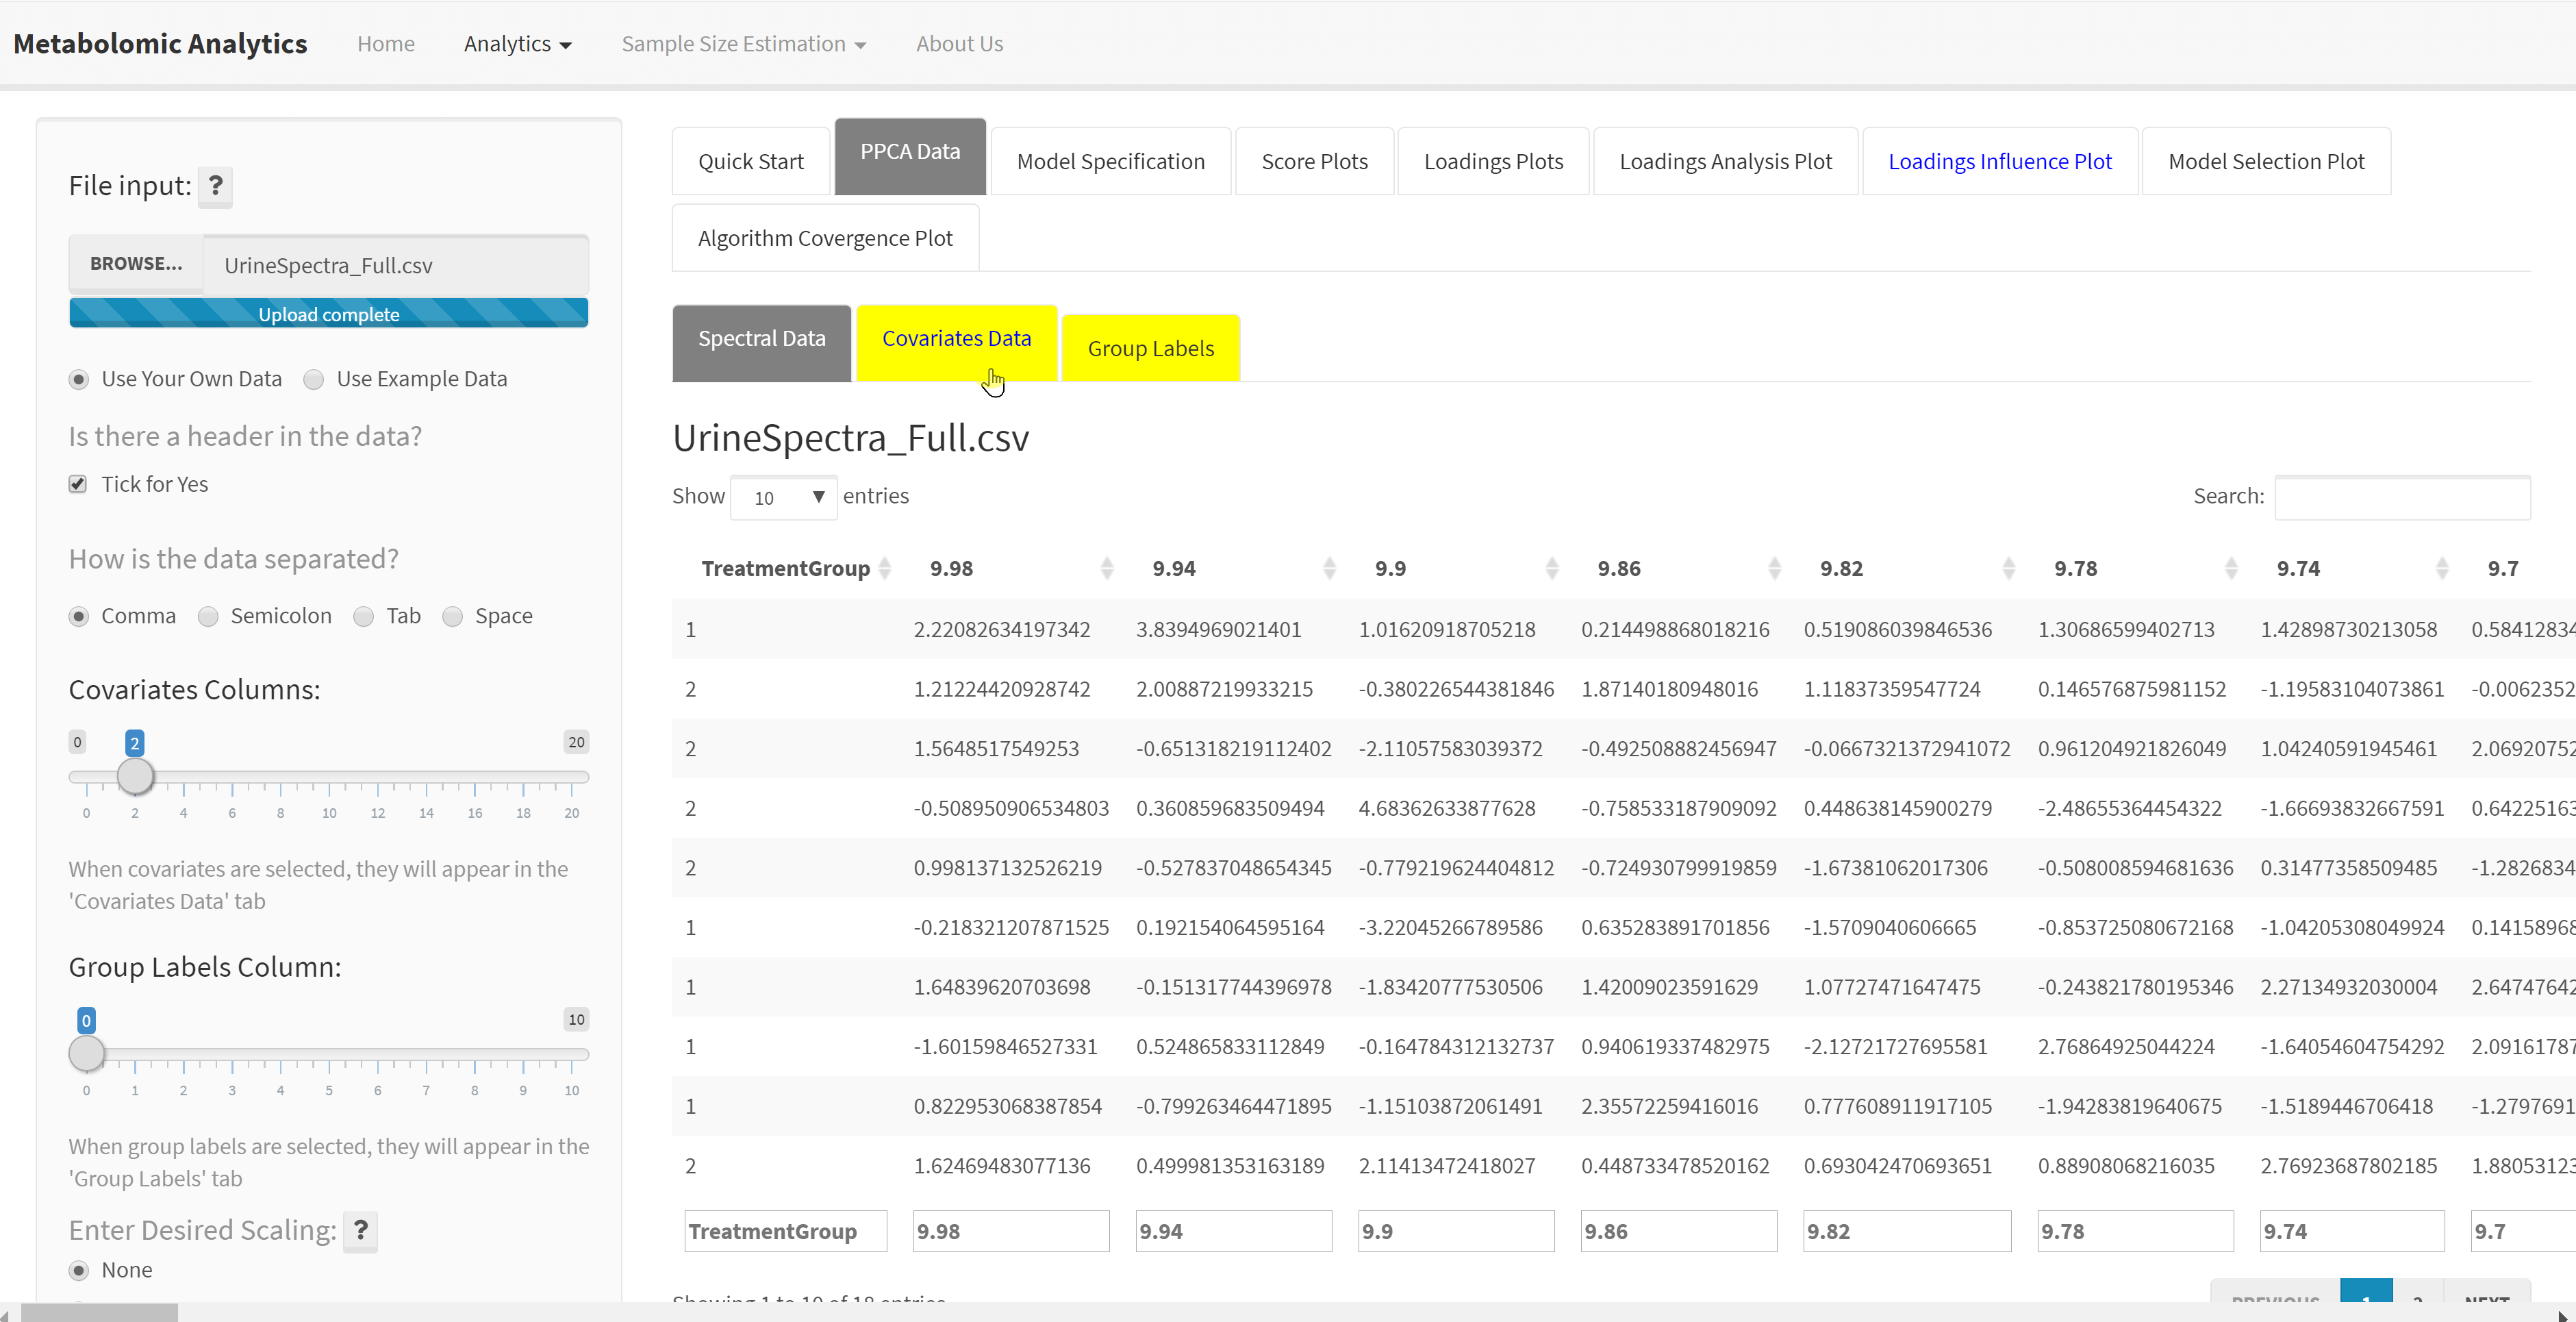 Metabolomic Analytics Home Analytics Sample Size Estimation About Us
File input: ?
BROWSE... UrineSpectra_Full.csv
Upload complete
Use Your Own Data Use Example Data
Is there a header in the data?
Tick for Yes
How is the data separated?
Comma Semicolon Tab Space
Covariates Columns:
0 2 20
0 2 4 6 8 10 12 14 16 18 20
When covariates are selected, they will appear in the
'Covariates Data' tab
Group Labels Column:
0 10
0 1 2 3 4 5 6 7 8 9 10
When group labels are selected, they will appear in the
'Group Labels' tab
Enter Desired Scaling: ?
None
Quick Start PPCA Data Model Specification Score Plots Loadings Plots Loadings Analysis Plot Loadings Influence Plot Model Selection Plot
Algorithm Covergence Plot
Spectral Data Covariates Data Group Labels
UrineSpectra_Full.csv
Show 10 entries Search:
TreatmentGroup 9.98 9.94 9.9 9.86 9.82 9.78 9.74 9.7
1 2.22082634197342 3.8394969021401 1.01620918705218 0.214498868018216 0.519086039846536 1.30686599402713 1.42898730213058 0.58412834
2 1.21224420928742 2.00887219933215 -0.380226544381846 1.87140180948016 1.11837359547724 0.146576875981152 -1.19583104073861 -0.0062352
2 1.5648517549253 -0.651318219112402 -2.11057583039372 -0.492508882456947 -0.0667321372941072 0.961204921826049 1.04240591945461 2.06920752
2 -0.508950906534803 0.360859683509494 4.68362633877628 -0.758533187909092 0.448638145900279 -2.48655364454322 -1.66693832667591 0.64225163
2 0.998137132526219 -0.527837048654345 -0.779219624404812 -0.724930799919859 -1.67381062017306 -0.508008594681636 0.31477358509485 -1.2826834
1 -0.218321207871525 0.192154064595164 -3.22045266789586 0.635283891701856 -1.5709040606665 -0.853725080672168 -1.04205308049924 0.14158968
1 1.64839620703698 -0.151317744396978 -1.83420777530506 1.42009023591629 1.07727471647475 -0.243821780195346 2.27134932030004 2.64747642
1 -1.60159846527331 0.524865833112849 -0.164784312132737 0.940619337482975 -2.12721727695581 2.76864925044224 -1.64054604754292 2.09161787
1 0.822953068387854 -0.799263464471895 -1.15103872061491 2.35572259416016 0.777608911917105 -1.94283819640675 -1.5189446706418 -1.2797691
2 1.62469483077136 0.499981353163189 2.11413472418027 0.448733478520162 0.693042470693651 0.88908068216035 2.76923687802185 1.88053123
TreatmentGroup 9.98 9.94 9.9 9.86 9.82 9.78 9.74 9.7
Showing 1 to 10 of 18 entries PREVIOUS 1 2 NEXT